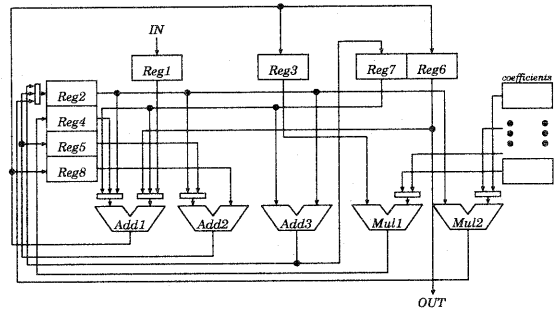 IN
Reg1
Reg3
Reg7
Reg6
coefficients
Reg2
Reg4
Reg5
Reg8
Add1
Add2
Add3
Mul1
Mul2
OUT